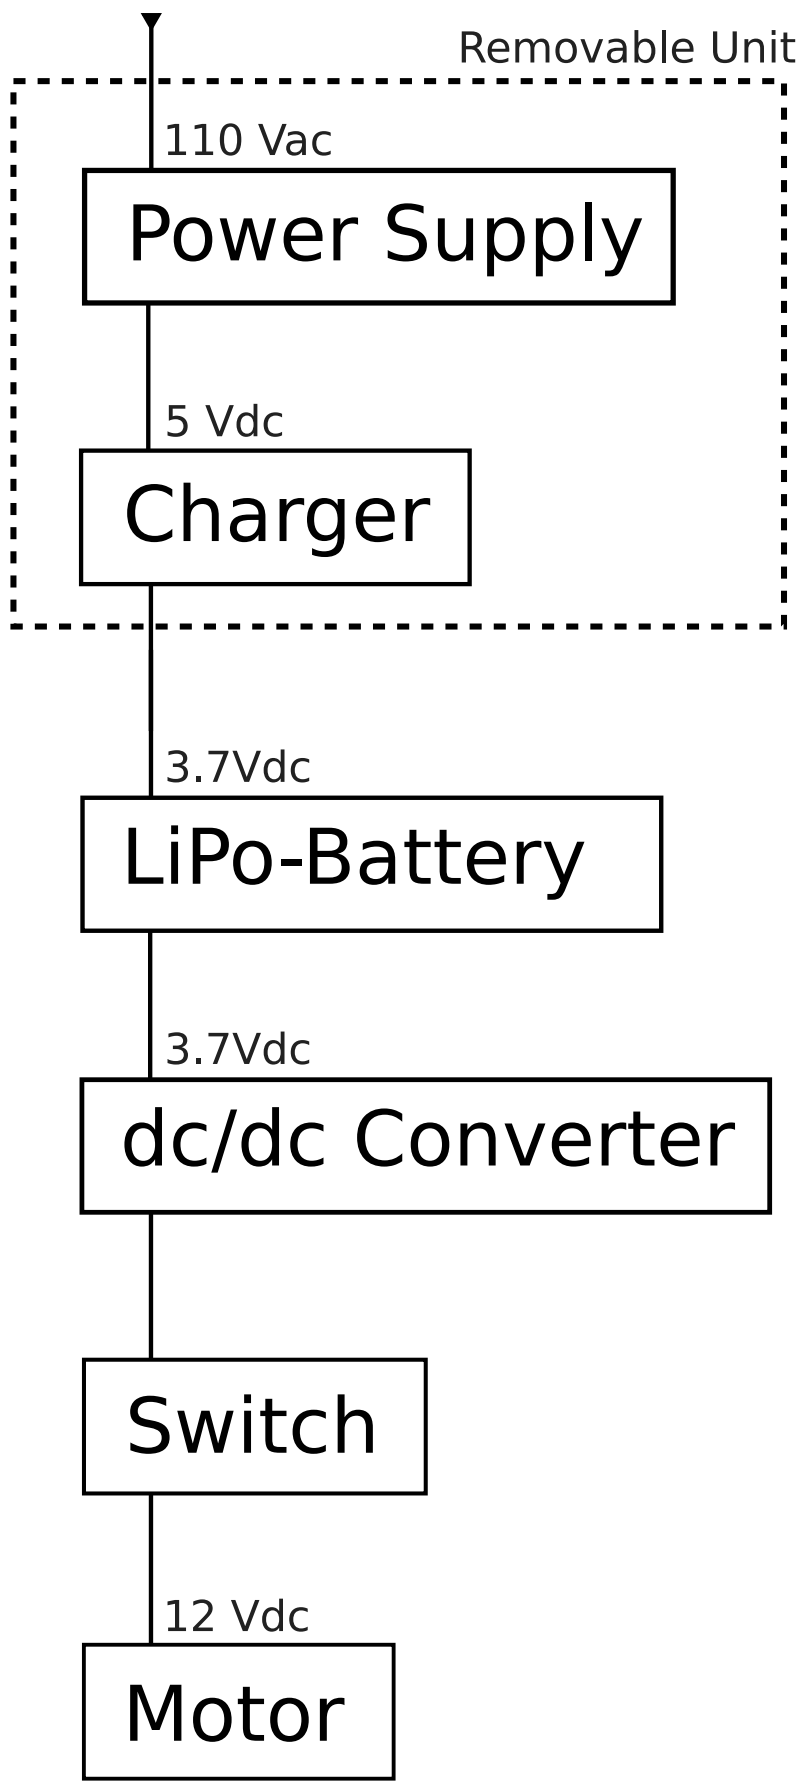 Removable Unit
110 Vac
Power Supply
5 Vdc
Charger
3.7Vdc
LiPo-Battery
3.7Vdc
dc/dc Converter
Switch
12 Vdc
Motor